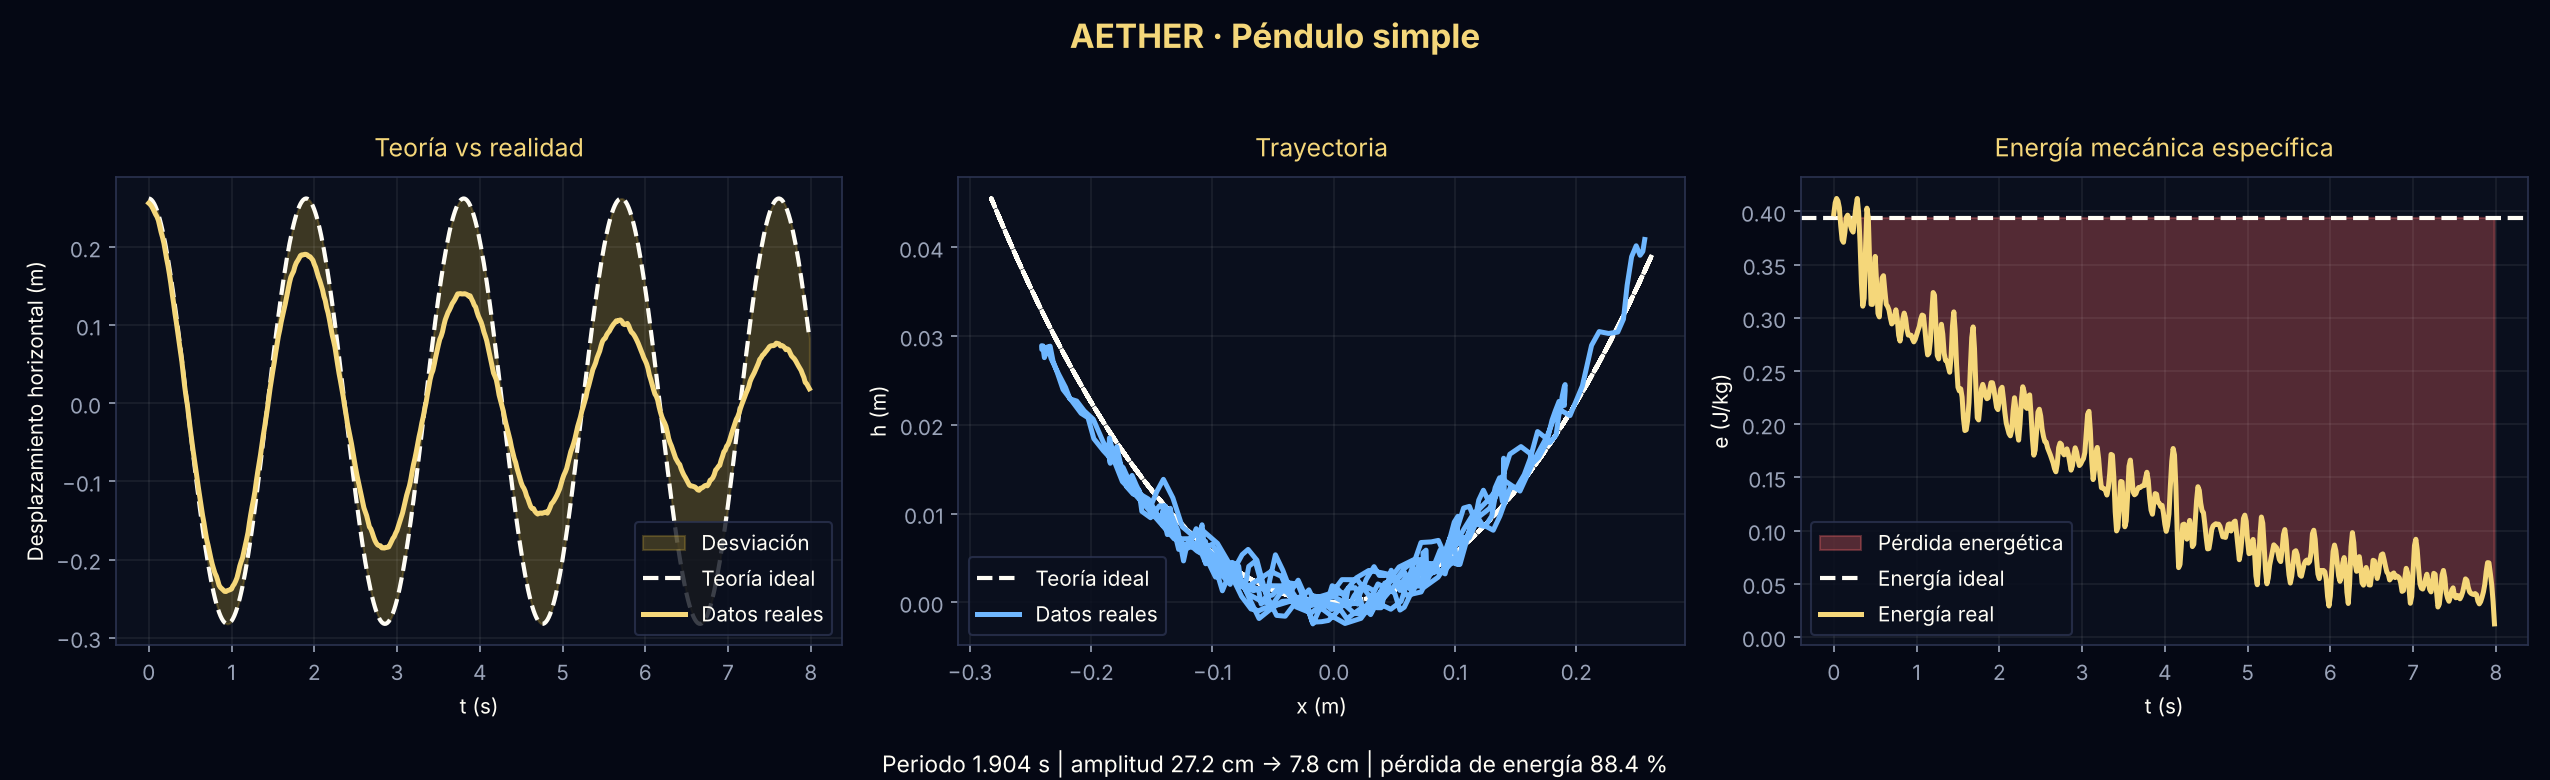 AETHER · Péndulo simple
Teoría vs realidad
Desplazamiento horizontal (m)
0.2
0.1
0.0
−0.1
−0.2
−0.3
0 1 2 3 4 5 6 7 8
t (s)
Desviación
Teoría ideal
Datos reales
Trayectoria
h (m)
0.04
0.03
0.02
0.01
0.00
−0.3 −0.2 −0.1 0.0 0.1 0.2
x (m)
Teoría ideal
Datos reales
Energía mecánica específica
e (J/kg)
0.40
0.35
0.30
0.25
0.20
0.15
0.10
0.05
0.00
0 1 2 3 4 5 6 7 8
t (s)
Pérdida energética
Energía ideal
Energía real
Periodo 1.904 s | amplitud 27.2 cm → 7.8 cm | pérdida de energía 88.4 %